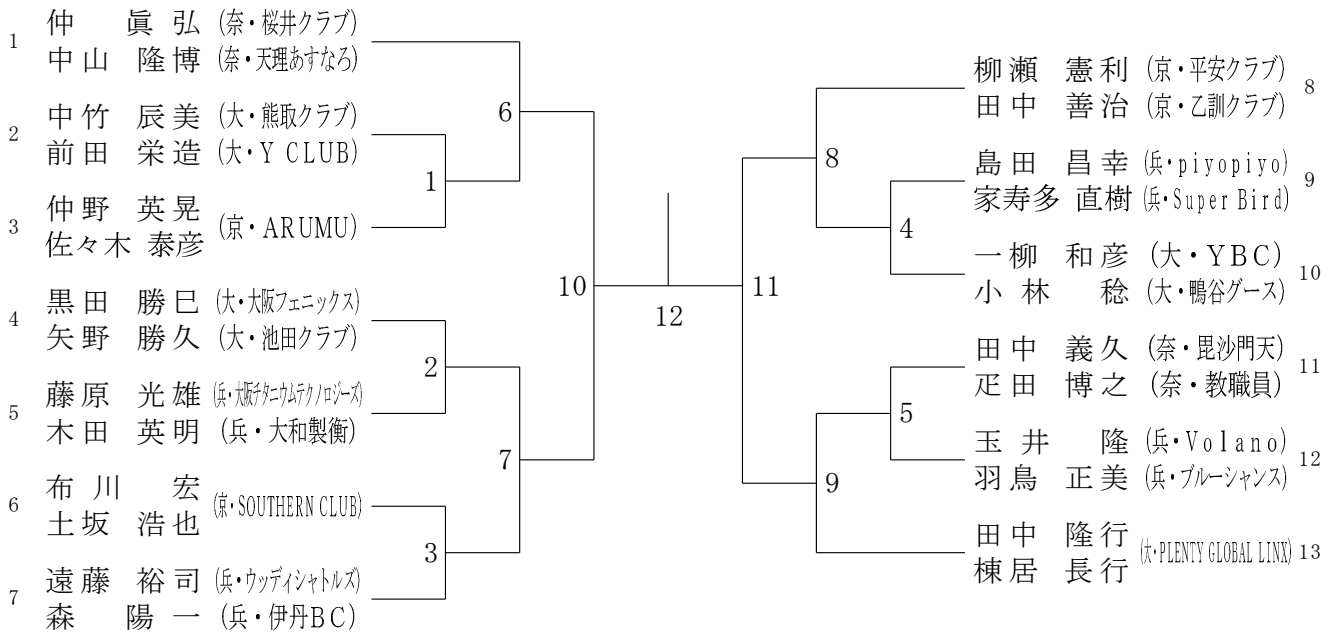 1 仲 眞 弘 (奈・桜井クラブ)
中山 隆博 (奈・天理あすなろ)
2 中竹 辰美 (大・熊取クラブ)
前田 栄造 (大・Y CLUB)
3 仲野 英晃 (京・ARUMU)
佐々木 泰彦
4 黒田 勝巳 (大・大阪フェニックス)
矢野 勝久 (大・池田クラブ)
5 藤原 光雄 (兵・大阪チタニウムテクノロジーズ)
木田 英明 (兵・大和製衡)
6 布川 宏 (京・SOUTHERN CLUB)
土坂 浩也
7 遠藤 裕司 (兵・ウッディシャトルズ)
森 陽一 (兵・伊丹BC)
6
1
2
7
3
10
12
11
8
4
5
9
柳瀬 憲利 (京・平安クラブ) 8
田中 善治 (京・乙訓クラブ)
島田 昌幸 (兵・piyopiyo) 9
家寿多 直樹 (兵・Super Bird)
一柳 和彦 (大・YBC) 10
小林 稔 (大・鴨谷グース)
田中 義久 (奈・毘沙門天) 11
疋田 博之 (奈・教職員)
玉井 隆 (兵・Volano) 12
羽鳥 正美 (兵・ブルーシャンス)
田中 隆行 (大・PLENTY GLOBAL LINX) 13
棟居 長行